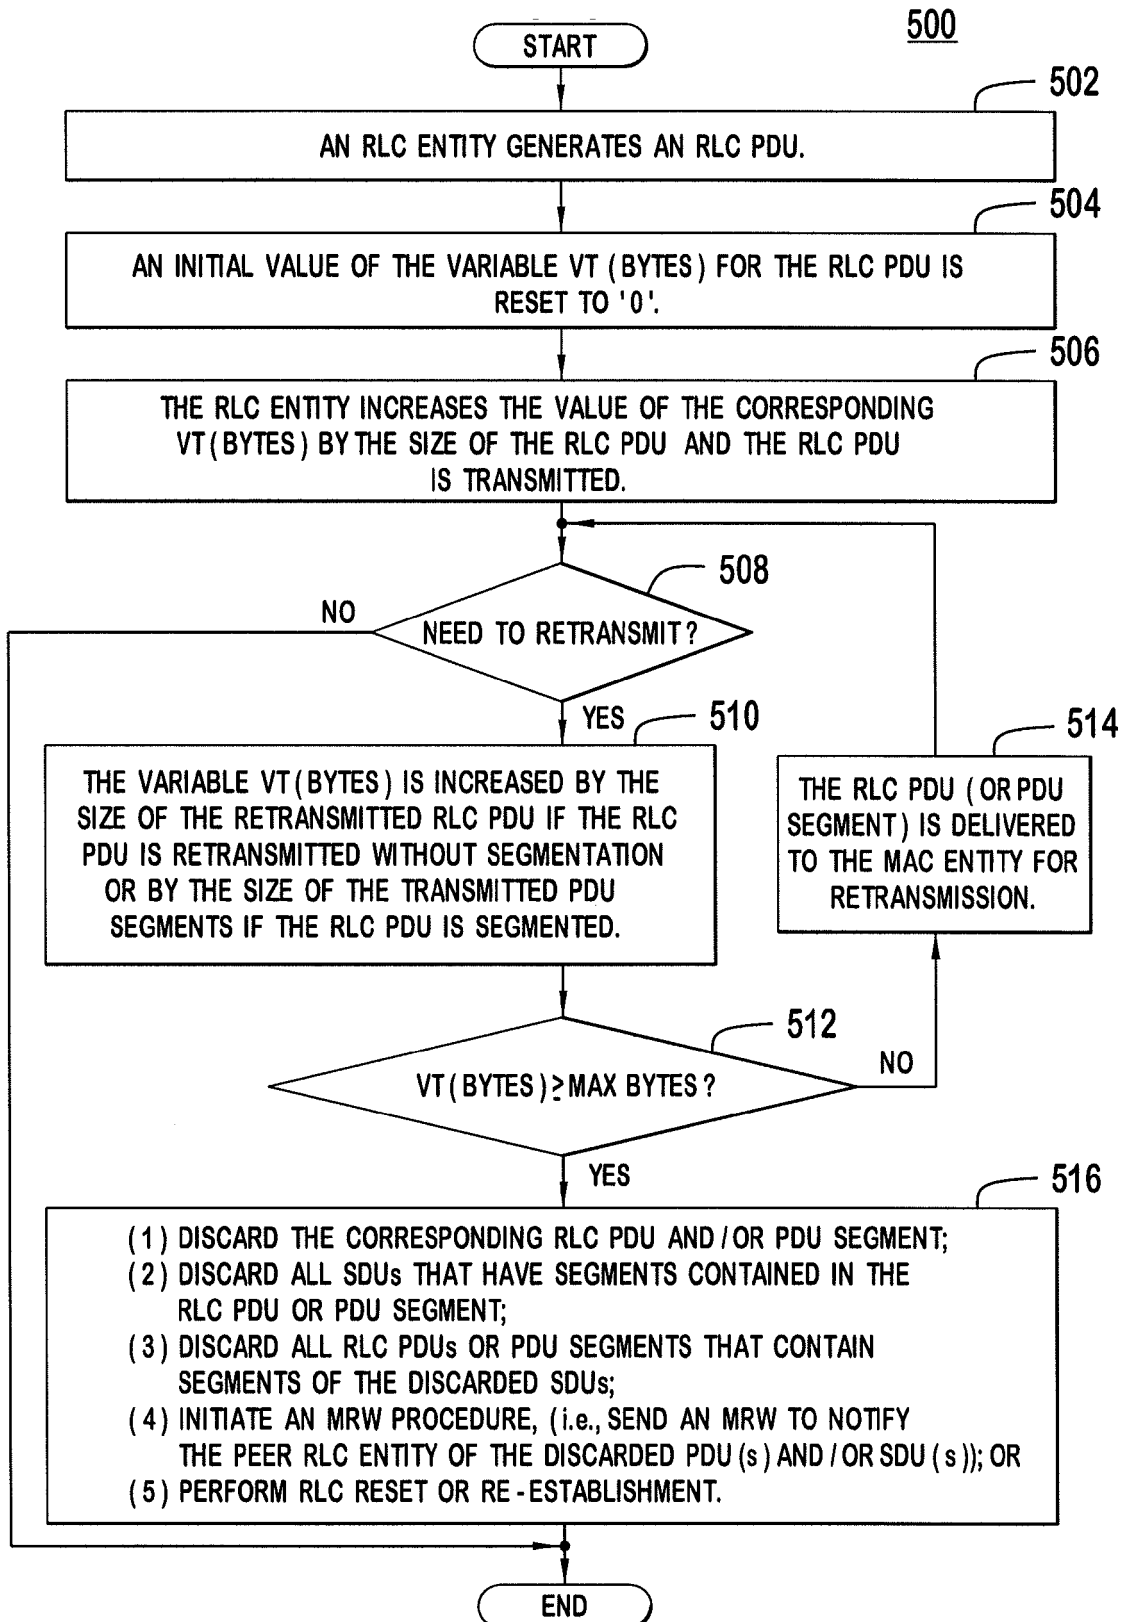 500
START
502
AN RLC ENTITY GENERATES AN RLC PDU.
504
AN INITIAL VALUE OF THE VARIABLE VT (BYTES) FOR THE RLC PDU IS
RESET TO '0'.
506
THE RLC ENTITY INCREASES THE VALUE OF THE CORRESPONDING
VT(BYTES) BY THE SIZE OF THE RLC PDU AND THE RLC PDU
IS TRANSMITTED.
508
NO
NEED TO RETRANSMIT?
YES
510
THE VARIABLE VT(BYTES) IS INCREASED BY THE
SIZE OF THE RETRANSMITTED RLC PDU IF THE RLC
PDU IS RETRANSMITTED WITHOUT SEGMENTATION
OR BY THE SIZE OF THE TRANSMITTED PDU
SEGMENTS IF THE RLC PDU IS SEGMENTED.
514
THE RLC PDU (OR PDU
SEGMENT) IS DELIVERED
TO THE MAC ENTITY FOR
RETRANSMISSION.
512
VT(BYTES)≥MAX BYTES?
NO
YES
516
(1) DISCARD THE CORRESPONDING RLC PDU AND/OR PDU SEGMENT;
(2) DISCARD ALL SDUs THAT HAVE SEGMENTS CONTAINED IN THE
RLC PDU OR PDU SEGMENT;
(3) DISCARD ALL RLC PDUs OR PDU SEGMENTS THAT CONTAIN
SEGMENTS OF THE DISCARDED SDUs;
(4) INITIATE AN MRW PROCEDURE, (i.e., SEND AN MRW TO NOTIFY
THE PEER RLC ENTITY OF THE DISCARDED PDU(s) AND/OR SDU(s)); OR
(5) PERFORM RLC RESET OR RE-ESTABLISHMENT.
END